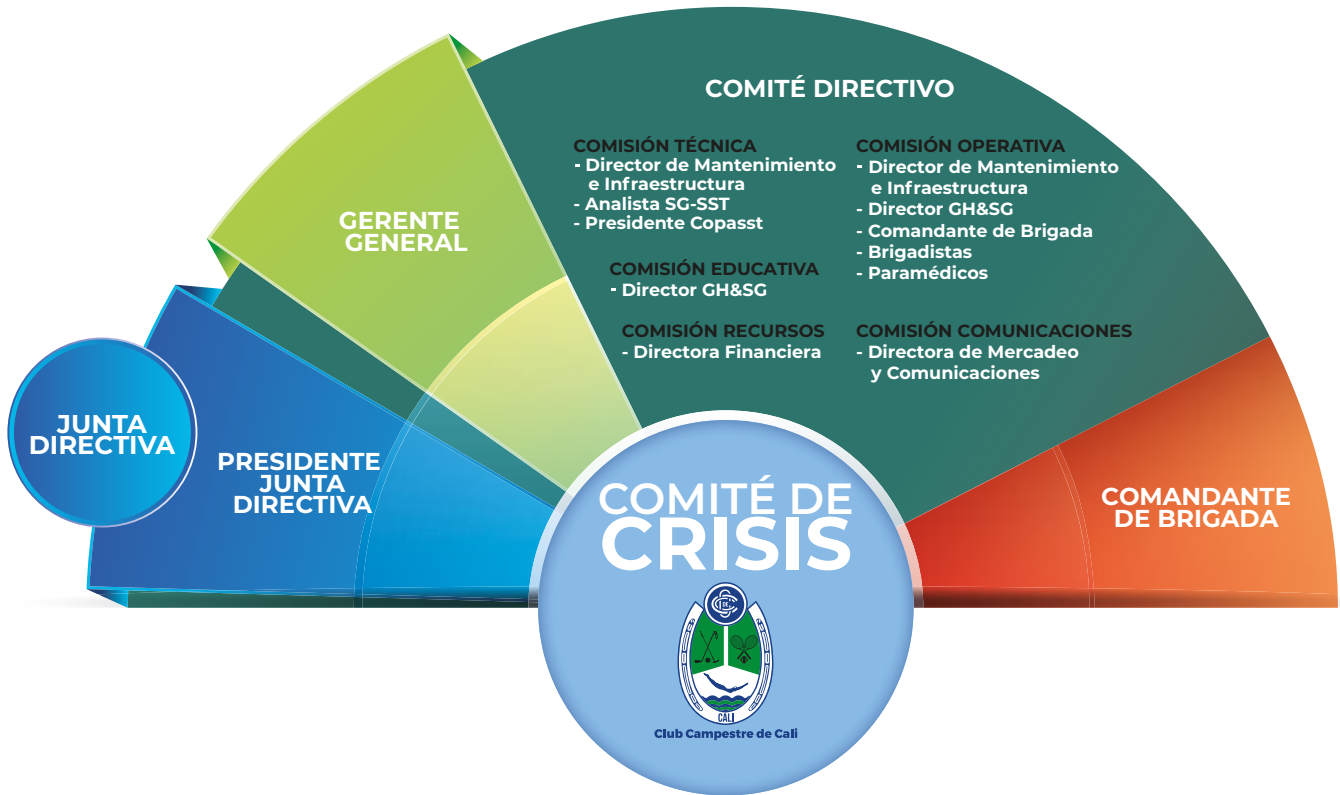 COMITÉ DIRECTIVO
COMISIÓN TÉCNICA
- Director de Mantenimiento
e Infraestructura
- Analista SG-SST
- Presidente Copasst
COMISIÓN EDUCATIVA
- Director GH&SG
COMISIÓN RECURSOS
- Directora Financiera
COMISIÓN OPERATIVA
- Director de Mantenimiento
e Infraestructura
- Director GH&SG
- Comandante de Brigada
- Brigadistas
- Paramédicos
COMISIÓN COMUNICACIONES
- Directora de Mercadeo
y Comunicaciones
GERENTE
GENERAL
JUNTA
DIRECTIVA
PRESIDENTE
JUNTA
DIRECTIVA
COMANDANTE
DE BRIGADA
COMITÉ DE
CRISIS
DE
CALI
Club Campestre de Cali